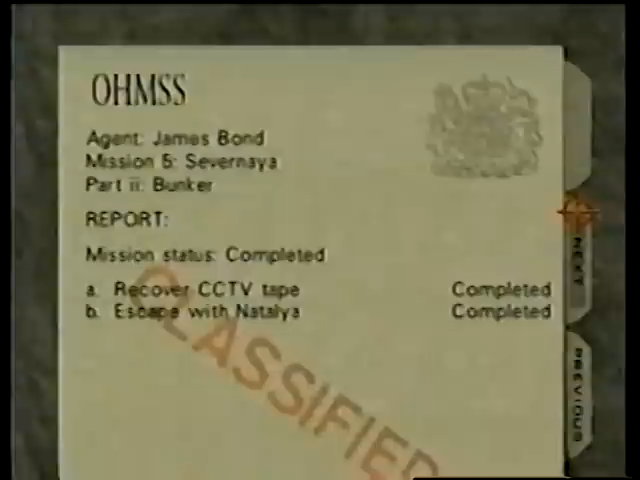 OHMSS
Agent: James Bond
Mission 5: Severnaya
Part ii: Bunker
REPORT:
Mission status: Completed
a. Recover CCTV tape Completed
b. Escape with Natalya Completed
CLASSIFIED
NEXT
PREVIOUS